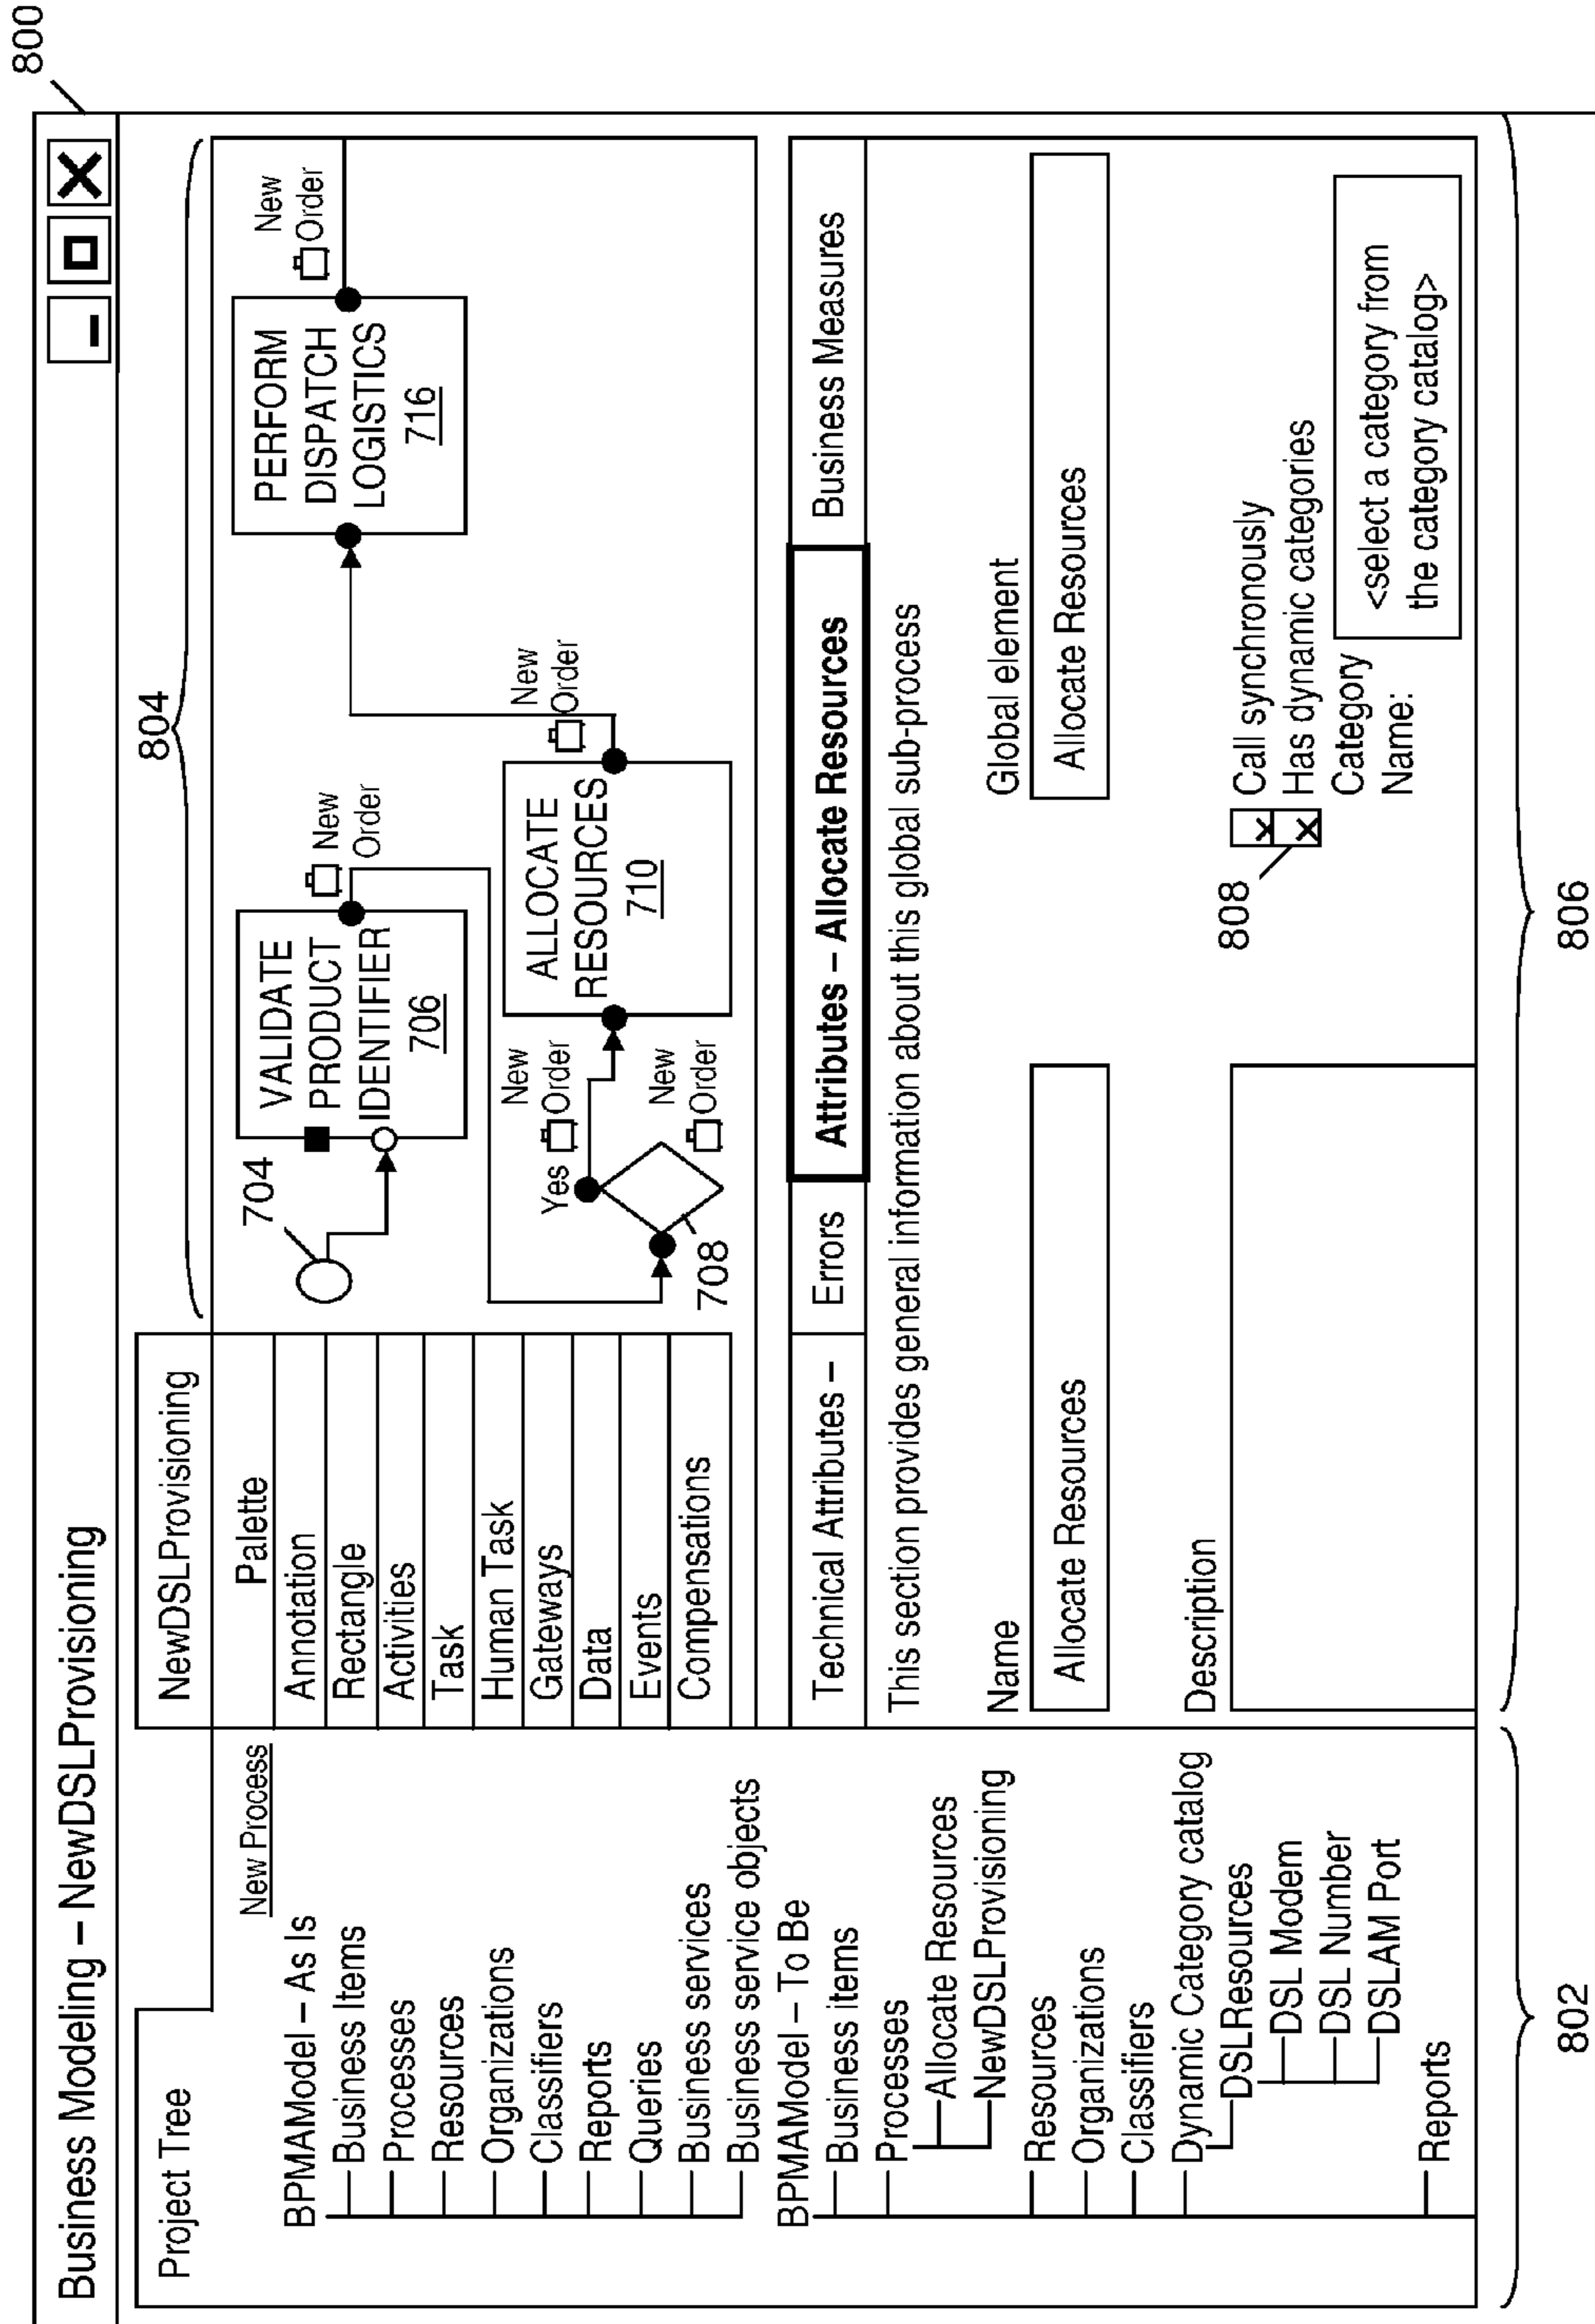 800
Business Modeling – NewDSLProvisioning
Project Tree
New Process
BPMAModel – As Is
Business Items
Processes
Resources
Organizations
Classifiers
Reports
Queries
Business services
Business service objects
BPMAModel – To Be
Business items
Processes
Allocate Resources
NewDSLProvisioning
Resources
Organizations
Classifiers
Dynamic Category catalog
DSLResources
DSL Modem
DSL Number
DSLAM Port
Reports
802
NewDSLProvisioning
Palette
Annotation
Rectangle
Activities
Task
Human Task
Gateways
Data
Events
Compensations
804
704
VALIDATE
PRODUCT
IDENTIFIER
706
New
Order
708
Yes
New
Order
New
Order
ALLOCATE
RESOURCES
710
New
Order
PERFORM
DISPATCH
LOGISTICS
716
New
Order
Technical Attributes –
Errors
Attributes – Allocate Resources
Business Measures
This section provides general information about this global sub-process
Name
Allocate Resources
Global element
Allocate Resources
Description
808
x
x
Call synchronously
Has dynamic categories
Category
Name:
<select a category from
the category catalog>
806